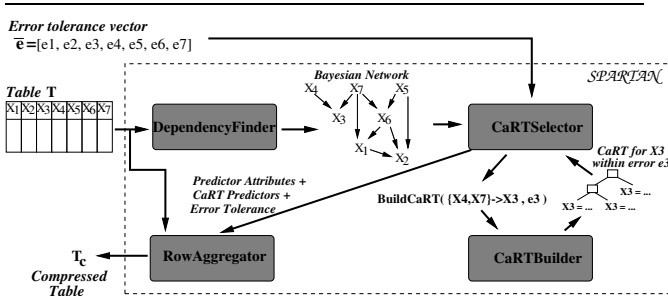 Error tolerance vector
e =[e1, e2, e3, e4, e5, e6, e7]
SPARTAN
Table T
X1 X2 X3 X4 X5 X6 X7
DependencyFinder
Bayesian Network
X4 X7 X5
X3 X6
X1 X2
CaRTSelector
CaRT for X3
within error e3
X3 = ...
X3 = ... X3 = ...
Predictor Attributes +
CaRT Predictors +
Error Tolerance
BuildCaRT( {X4,X7}->X3 , e3 )
RowAggregator
CaRTBuilder
Tc
Compressed
Table